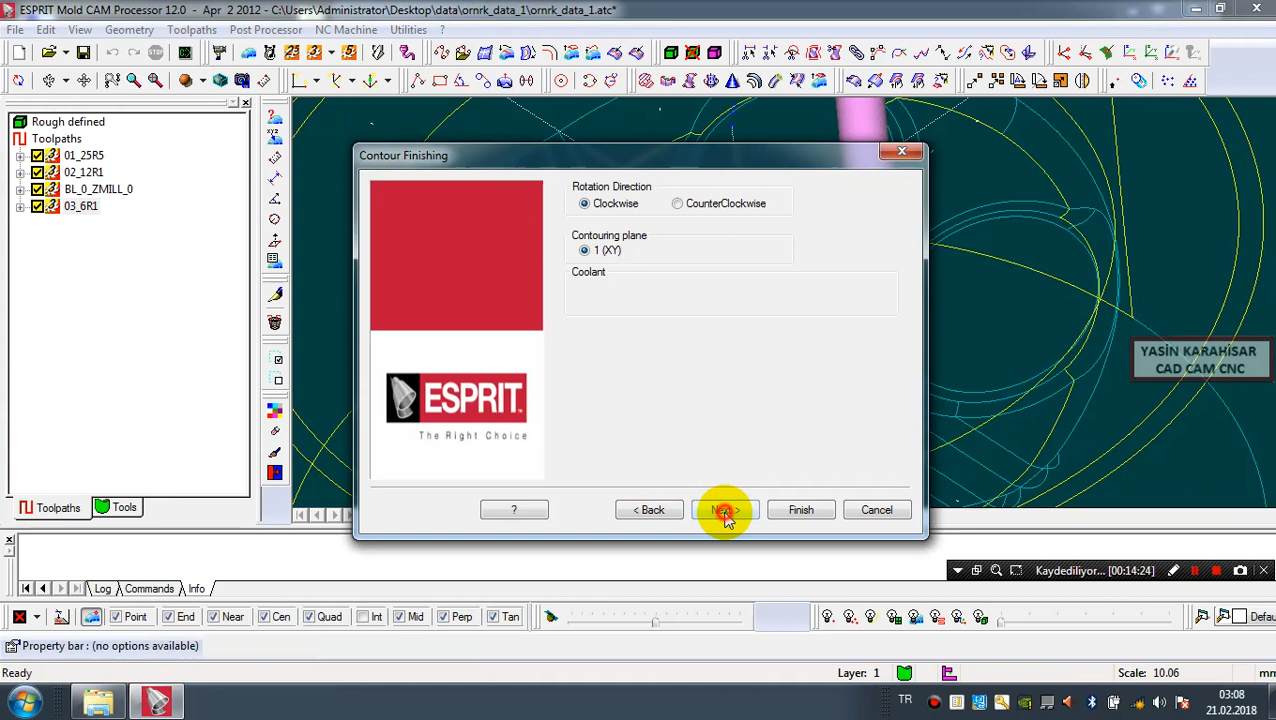 ESPRIT Mold CAM Processor 12.0 - Apr 2 2012 - C:\Users\Administrator\Desktop\data\ornrk_data_1\ornrk_data_1.atc*
File Edit View Geometry Toolpaths Post Processor NC Machine Utilities ?
Rough defined
Toolpaths
01_25R5
02_12R1
BL_0_ZMILL_0
03_6R1
Toolpaths Tools
Contour Finishing
Rotation Direction
Clockwise CounterClockwise
Contouring plane
1 (XY)
Coolant
ESPRIT
The Right Choice
? < Back Finish Cancel
YASİN KARAHİSAR
CAD CAM CNC
Kaydediliyor... [00:14:24]
Log Commands Info
Point End Near Cen Quad Int Mid Perp Tan Defau
Property bar : (no options available)
Ready Layer: 1 Scale: 10.06 mm
TR 03:08
21.02.2018